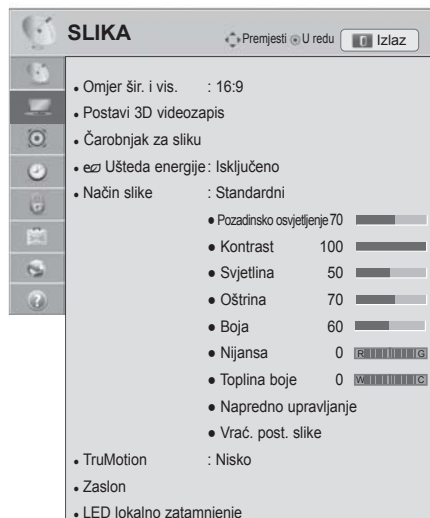 SLIKA Premjesti U redu Izlaz
• Omjer šir. i vis. : 16:9
• Postavi 3D videozapis
• Čarobnjak za sliku
• Ušteda energije : Isključeno
• Način slike : Standardni
• Pozadinsko osvjetljenje 70
• Kontrast 100
• Svjetlina 50
• Oštrina 70
• Boja 60
• Nijansa 0 R G
• Toplina boje 0 W C
• Napredno upravljanje
• Vrać. post. slike
• TruMotion : Nisko
• Zaslon
• LED lokalno zatamnjenje